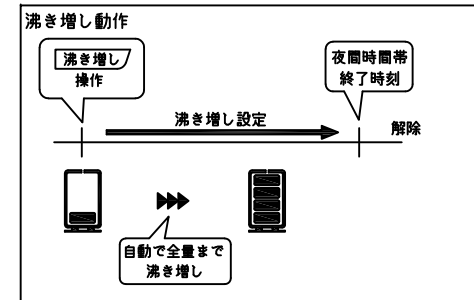 沸き増し動作
沸き増し
操作
夜間時間帯
終了時刻
沸き増し設定
解除
自動で全量まで
沸き増し